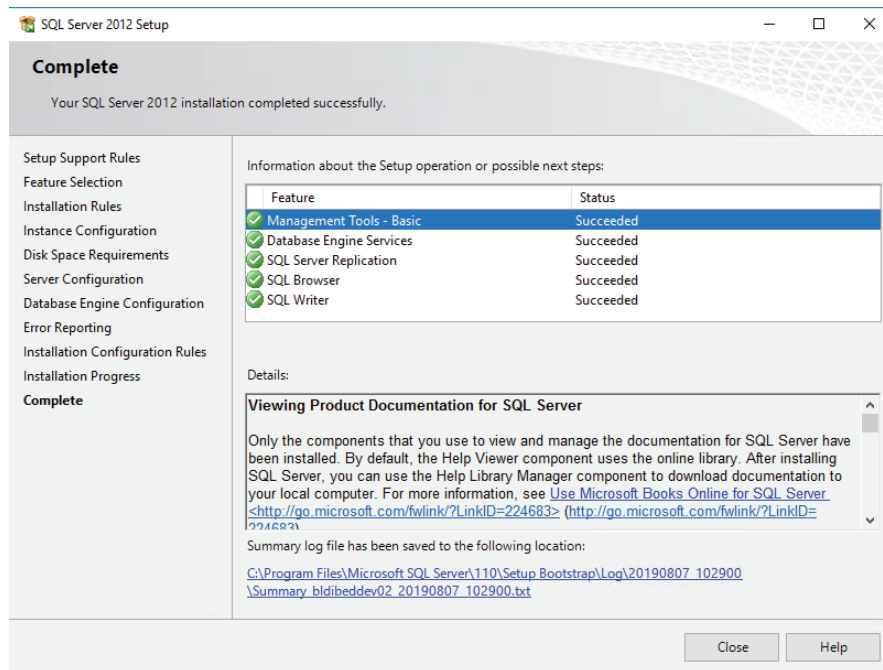 SQL Server 2012 Setup
Complete
Your SQL Server 2012 installation completed successfully.
Setup Support Rules
Feature Selection
Installation Rules
Instance Configuration
Disk Space Requirements
Server Configuration
Database Engine Configuration
Error Reporting
Installation Configuration Rules
Installation Progress
Complete
Information about the Setup operation or possible next steps:
Feature Status
Management Tools - Basic Succeeded
Database Engine Services Succeeded
SQL Server Replication Succeeded
SQL Browser Succeeded
SQL Writer Succeeded
Details:
Viewing Product Documentation for SQL Server
Only the components that you use to view and manage the documentation for SQL Server have
been installed. By default, the Help Viewer component uses the online library. After installing
SQL Server, you can use the Help Library Manager component to download documentation to
your local computer. For more information, see Use Microsoft Books Online for SQL Server
<http://go.microsoft.com/fwlink/?LinkID=224683> (http://go.microsoft.com/fwlink/?LinkID=
224683)
Summary log file has been saved to the following location:
C:\Program Files\Microsoft SQL Server\110\Setup Bootstrap\Log\20190807_102900
\Summary_bldibeddev02_20190807_102900.txt
Close Help